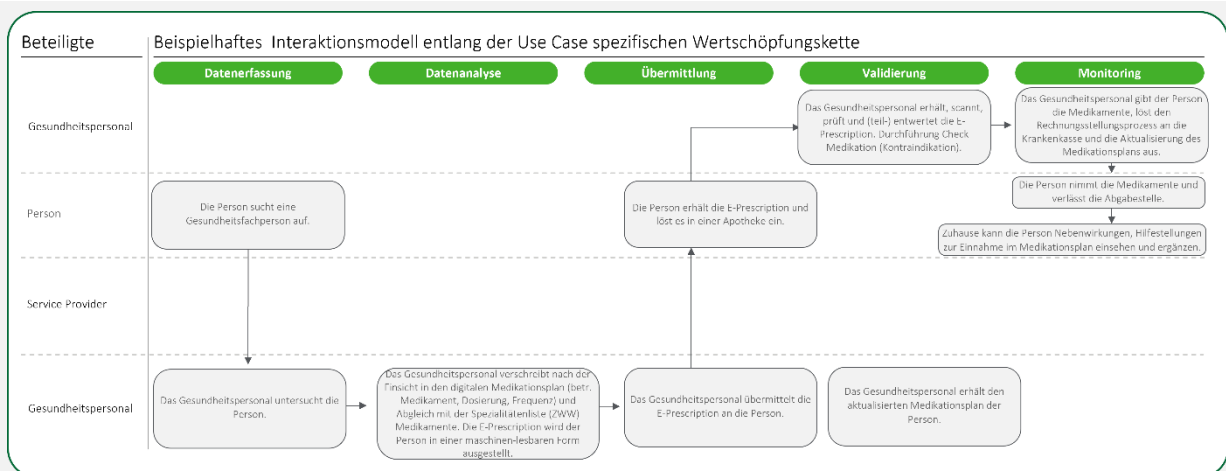 Beteiligte
Beispielhaftes Interaktionsmodell entlang der Use Case spezifischen Wertschöpfungskette
Datenerfassung
Datenanalyse
Übermittlung
Validierung
Monitoring
Gesundheitspersonal
Das Gesundheitspersonal erhält, scannt,
prüft und (teil-) entwertet die E-
Prescription. Durchführung Check
Medikation (Kontraindikation).
Das Gesundheitspersonal gibt der Person
die Medikamente, löst den
Rechnungsstellungsprozess an die
Krankenkasse und die Aktualisierung des
Medikationsplans aus.
Person
Die Person sucht eine
Gesundheitsfachperson auf.
Die Person erhält die E-Prescription und
löst es in einer Apotheke ein.
Die Person nimmt die Medikamente und
verlässt die Abgabestelle.
Zuhause kann die Person Nebenwirkungen, Hilfestellungen
zur Einnahme im Medikationsplan einsehen und ergänzen.
Service Provider
Gesundheitspersonal
Das Gesundheitspersonal untersucht die
Person.
Das Gesundheitspersonal verschreibt nach der
Einsicht in den digitalen Medikationsplan (betr.
Medikament, Dosierung, Frequenz) und
Abgleich mit der Spezialitätenliste (ZWW)
Medikamente. Die E-Prescription wird der
Person in einer maschinen-lesbaren Form
ausgestellt.
Das Gesundheitspersonal übermittelt die
E-Prescription an die Person.
Das Gesundheitspersonal erhält den
aktualisierten Medikationsplan der
Person.